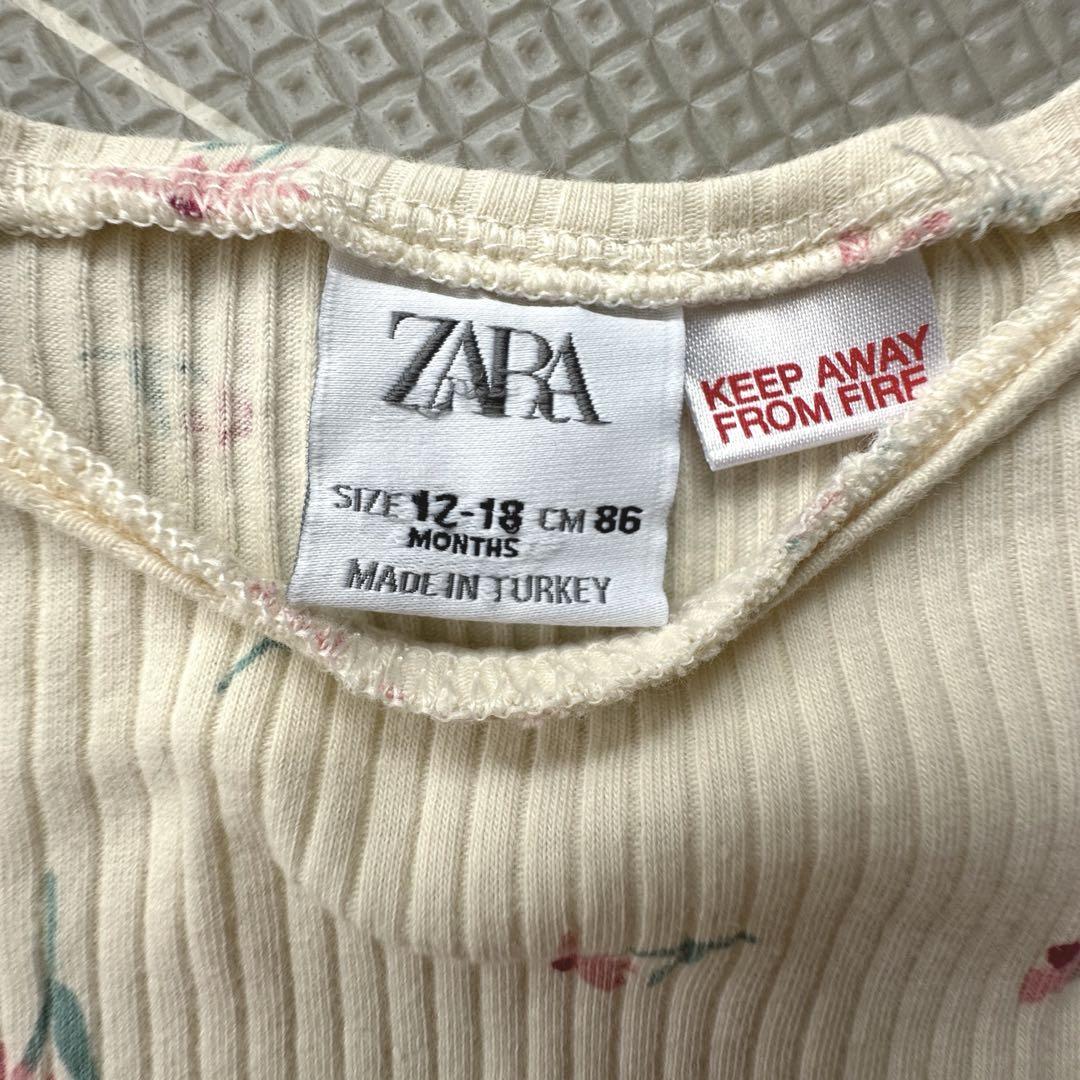 ZARA
SIZE 12-18 CM 86
MONTHS
MADE IN TURKEY
KEEP AWAY
FROM FIRE